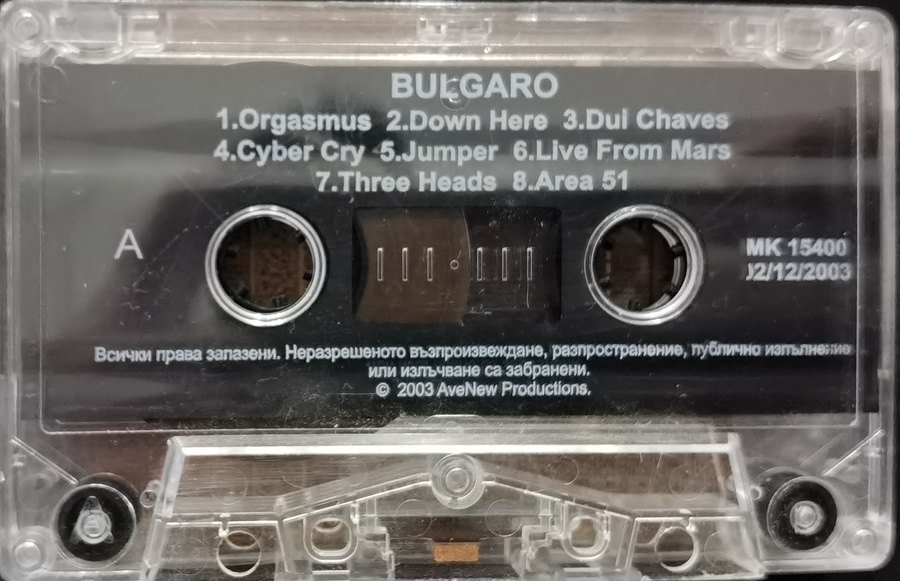 BULGARO
1.Orgasmus 2.Down Here 3.Dui Chaves
4.Cyber Cry 5.Jumper 6.Live From Mars
7.Three Heads 8.Area 51
A
MK 15400
02/12/2003
Всички права запазени. Неразрешеното възпроизвеждане, разпространение, публично изпълнение
или излъчване са забранени.
© 2003 AveNew Productions.